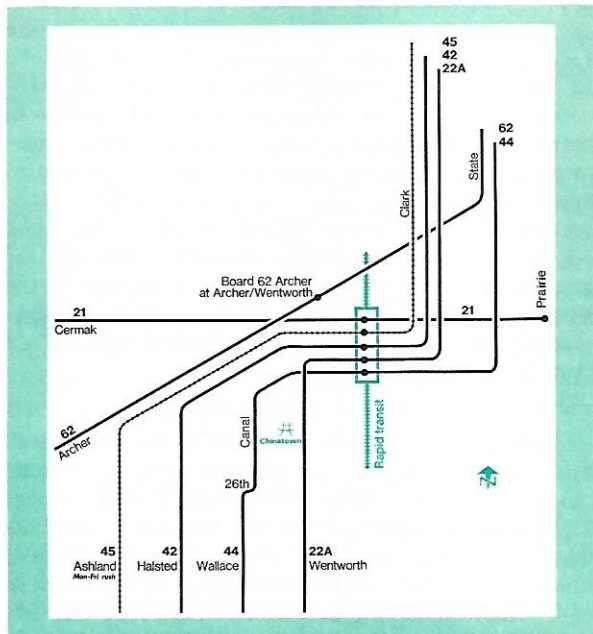 45
42
22A
62
44
State
Clark
Board 62 Archer
at Archer/Wentworth
Prairie
21
Cermak
21
62
Archer
Canal
Chinatown
Rapid transit
26th
N
45
Ashland
Mon-Fri rush
42
Halsted
44
Wallace
22A
Wentworth